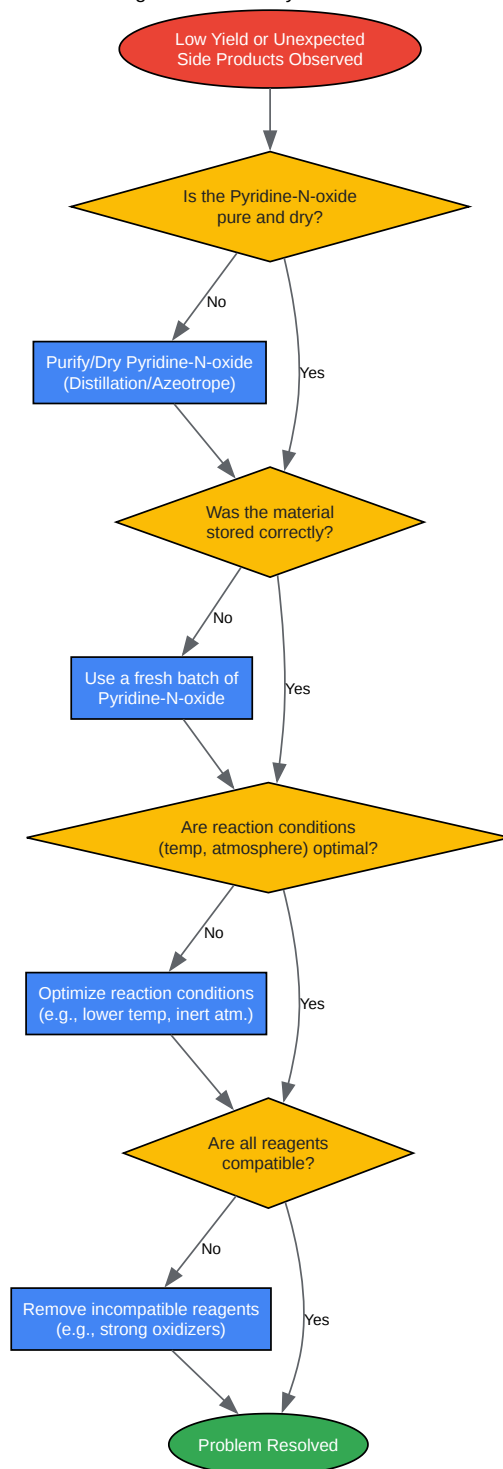 Low Yield or Unexpected
Side Products Observed
Is the Pyridine-N-oxide
pure and dry?
No
Purify/Dry Pyridine-N-oxide
(Distillation/Azeotrope)
Yes
Was the material
stored correctly?
No
Use a fresh batch of
Pyridine-N-oxide
Yes
Are reaction conditions
(temp, atmosphere) optimal?
No
Optimize reaction conditions
(e.g., lower temp, inert atm.)
Yes
Are all reagents
compatible?
No
Remove incompatible reagents
(e.g., strong oxidizers)
Yes
Problem Resolved